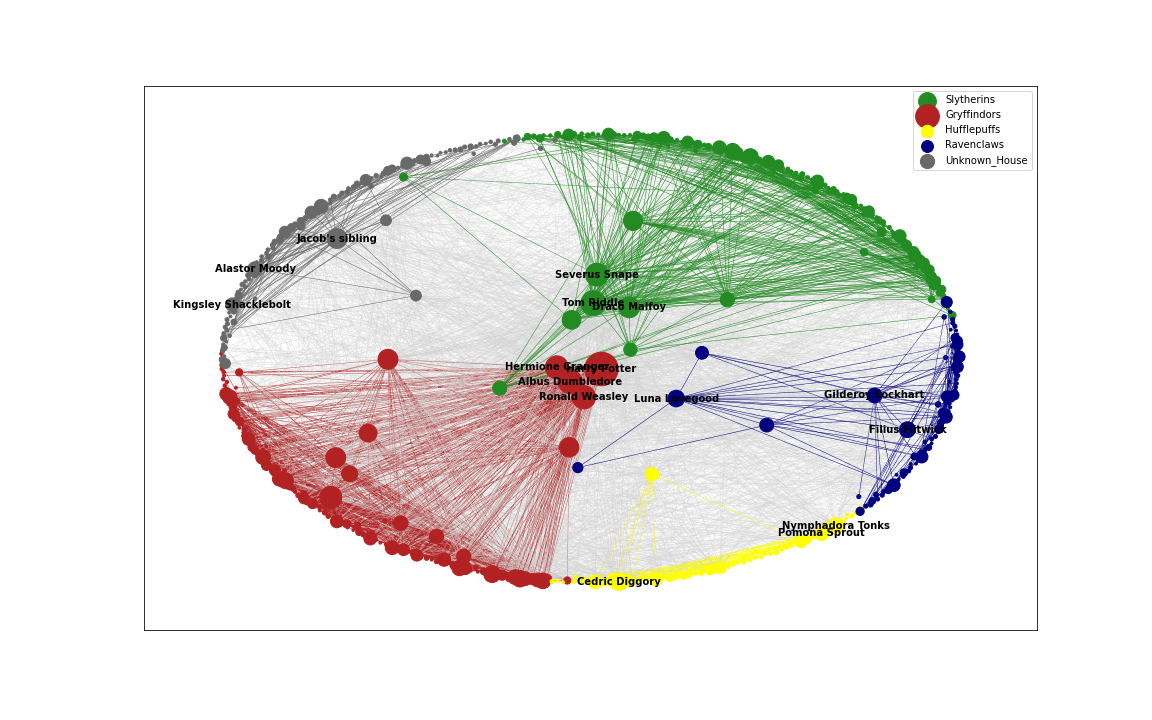 Slytherins
Gryffindors
Hufflepuffs
Ravenclaws
Unknown_House
Jacob's sibling
Alastor Moody
Severus Snape
Kingsley Shacklebolt
Tom Riddle
Draco Malfoy
Hermione Granger
Harry Potter
Albus Dumbledore
Ronald Weasley
Luna Lovegood
Gilderoy Lockhart
Filius Flitwick
Nymphadora Tonks
Pomona Sprout
Cedric Diggory